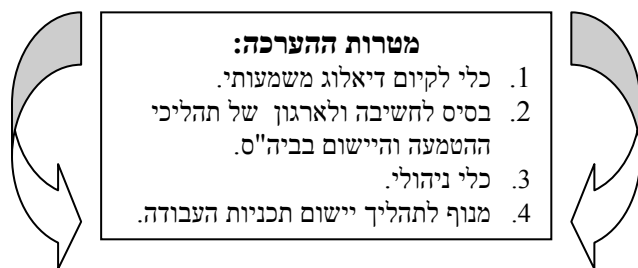 מטרות ההערכה:
1. כלי לקיום דיאלוג משמעותי.
2. בסיס לחשיבה ולארגון של תהליכי
ההטמעה והיישום בביה"ס.
3. כלי ניהולי.
4. מנוף לתהליך יישום תכניות העבודה.